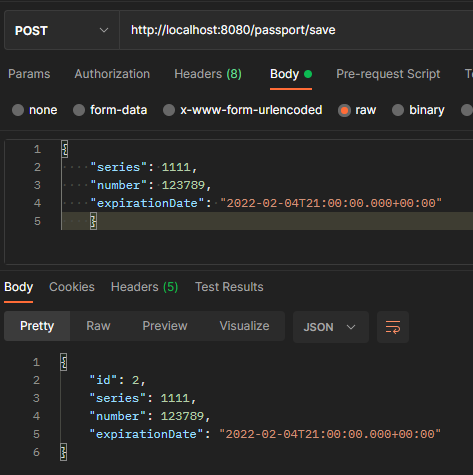 POST http://localhost:8080/passport/save
Params Authorization Headers (8) Body Pre-request Script
none form-data x-www-form-urlencoded raw binary
1 {
2 "series": 1111,
3 "number": 123789,
4 "expirationDate": "2022-02-04T21:00:00.000+00:00"
5 }
Body Cookies Headers (5) Test Results
Pretty Raw Preview Visualize JSON
1 {
2 "id": 2,
3 "series": 1111,
4 "number": 123789,
5 "expirationDate": "2022-02-04T21:00:00.000+00:00"
6 }